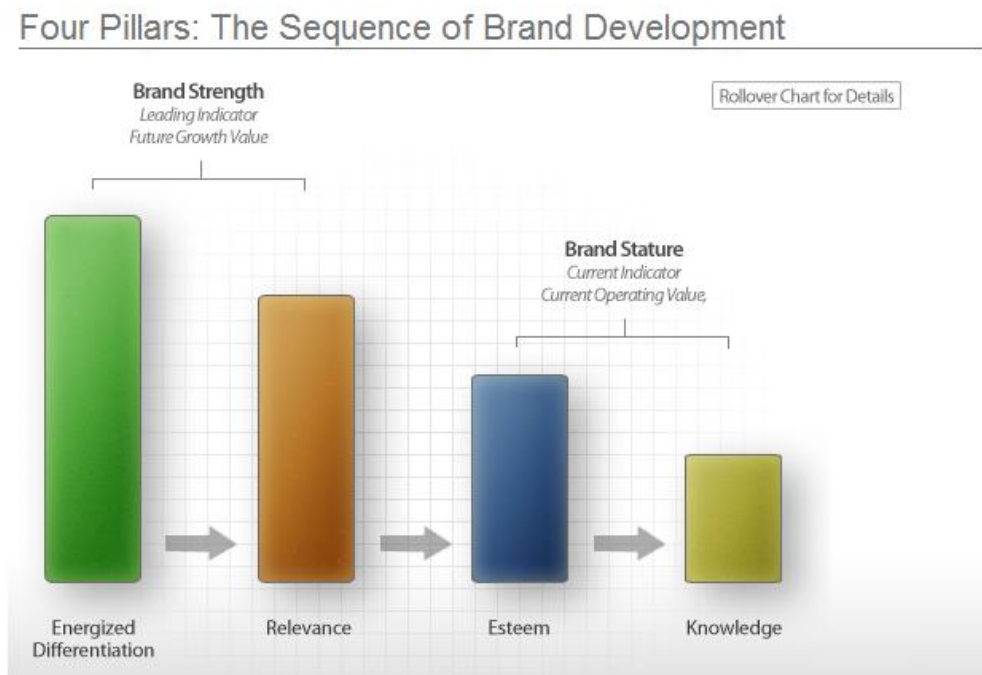 Four Pillars: The Sequence of Brand Development
Brand Strength
Leading Indicator
Future Growth Value
Rollover Chart for Details
Brand Stature
Current Indicator
Current Operating Value,
Energized
Differentiation
Relevance
Esteem
Knowledge